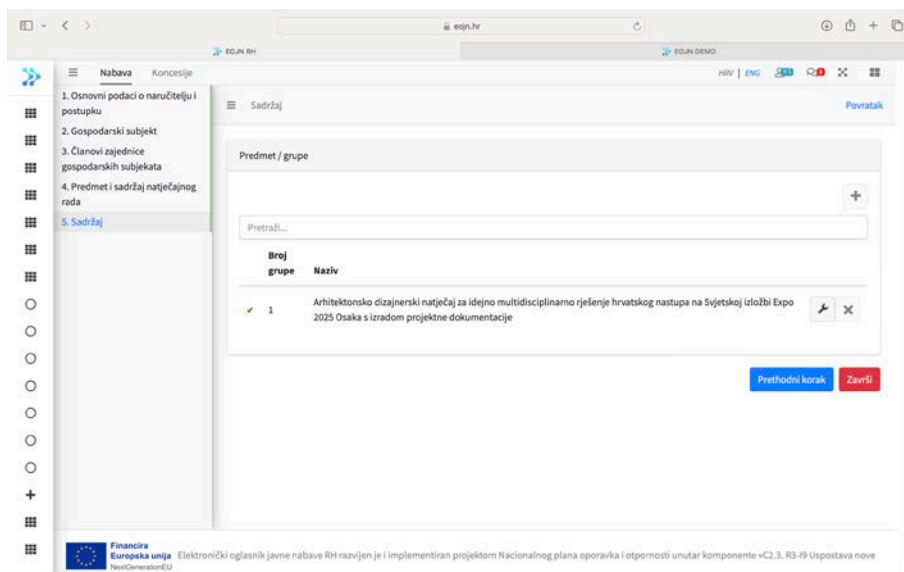 eojn.hr
EOJN RH
EOJN DEMO
Nabava Koncesije
HRV | ENG
1. Osnovni podaci o naručitelju i
postupku
2. Gospodarski subjekt
3. Članovi zajednice
gospodarskih subjekata
4. Predmet i sadržaj natječajnog
rada
5. Sadržaj
Sadržaj
Povratak
Predmet / grupe
Pretraži...
Broj
grupe Naziv
1 Arhitektonsko dizajnerski natječaj za idejno multidisciplinarno rješenje hrvatskog nastupa na Svjetskoj izložbi Expo
2025 Osaka s izradom projektne dokumentacije
Prethodni korak Završi
Financira
Europska unija
NextGenerationEU
Elektronički oglasnik javne nabave RH razvijen je i implementiran projektom Nacionalnog plana oporavka i otpornosti unutar komponente »C2.3. R3-I9 Uspostava nove